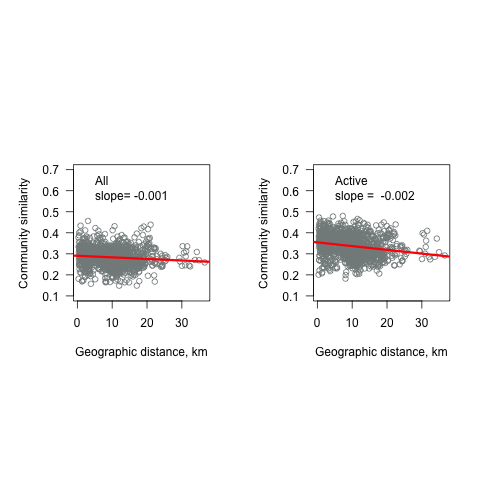 All
slope= -0.001
0.7
0.6
0.5
0.4
0.3
0.2
0.1
Community similarity
0 10 20 30
Geographic distance, km
Active
slope = -0.002
0.7
0.6
0.5
0.4
0.3
0.2
0.1
Community similarity
0 10 20 30
Geographic distance, km